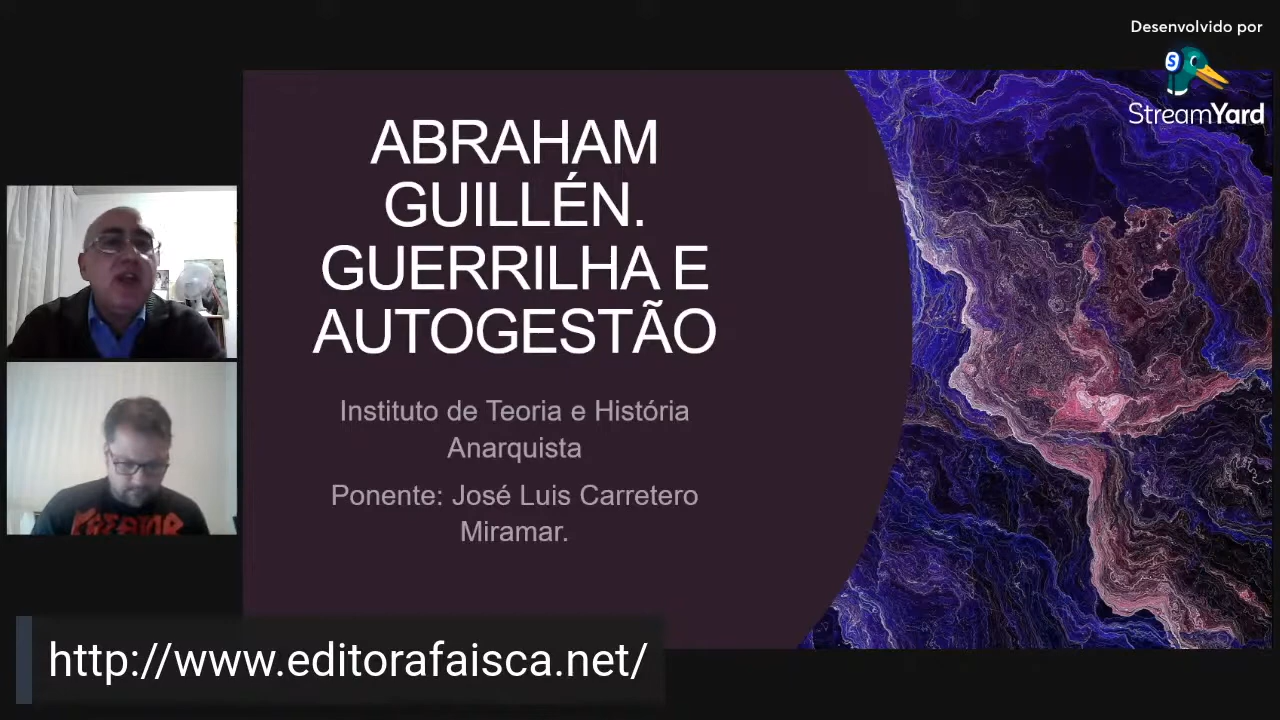 Desenvolvido por
S
StreamYard
ABRAHAM
GUILLÉN.
GUERRILHA E
AUTOGESTÃO
Instituto de Teoria e História
Anarquista
Ponente: José Luis Carretero
Miramar.
KREATOR
http://www.editorafaisca.net/